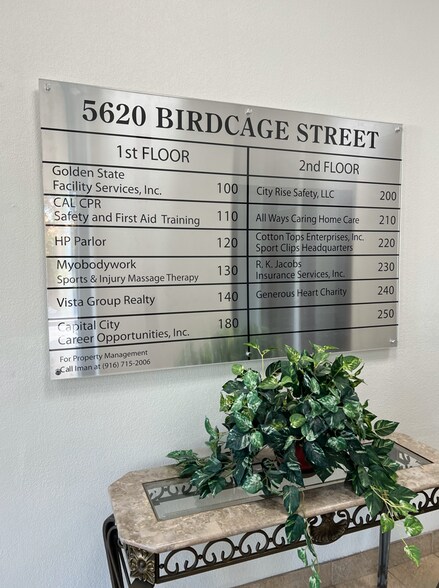 5620 BIRDCAGE STREET
1st FLOOR
Golden State
Facility Services, Inc. 100
CAL CPR
Safety and First Aid Training 110
HP Parlor 120
Myobodywork
Sports & Injury Massage Therapy 130
Vista Group Realty 140
Capital City
Career Opportunities, Inc. 180
For Property Management
Call Iman at (916) 715-2006
2nd FLOOR
City Rise Safety, LLC 200
All Ways Caring Home Care 210
Cotton Tops Enterprises, Inc.
Sport Clips Headquarters 220
R. K. Jacobs
Insurance Services, Inc. 230
Generous Heart Charity 240
250